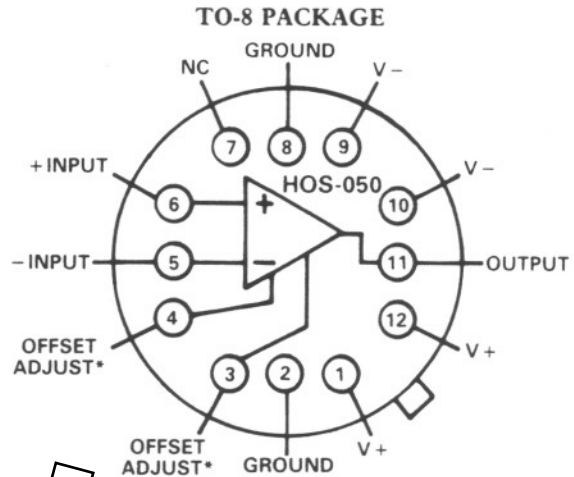 TO-8 PACKAGE
GROUND
NC
V–
7
8
9
+INPUT
V–
HOS-050
6
+
10
–INPUT
5
–
11
OUTPUT
4
12
OFFSET
ADJUST*
V+
3
2
1
OFFSET
ADJUST*
GROUND
V+